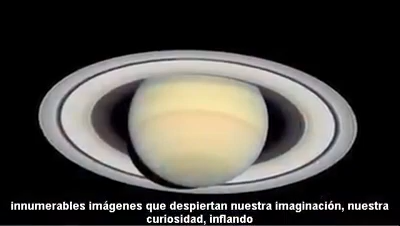 innumerables imágenes que despiertan nuestra imaginación, nuestra
curiosidad, inflando